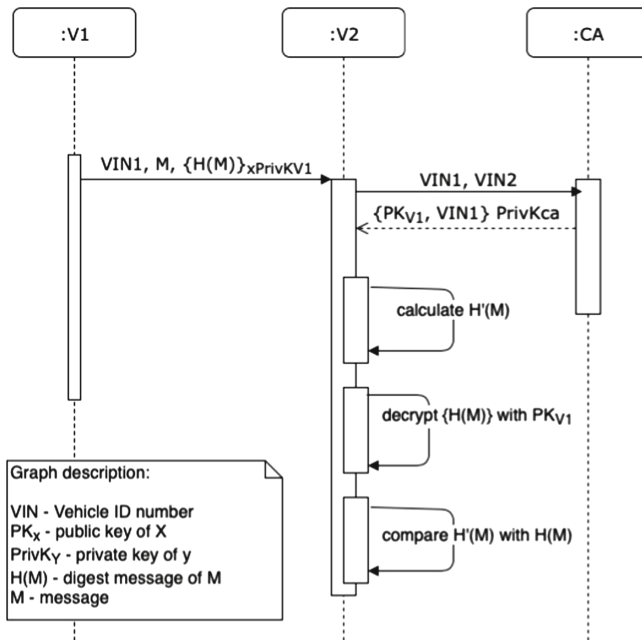 :V1
:V2
:CA
VIN1, M, {H(M)}xPrivKV1
VIN1, VIN2
{PKV1, VIN1} PrivKca
calculate H'(M)
decrypt {H(M)} with PKV1
compare H'(M) with H(M)
Graph description:
VIN - Vehicle ID number
PKx - public key of X
PrivKY - private key of y
H(M) - digest message of M
M - message